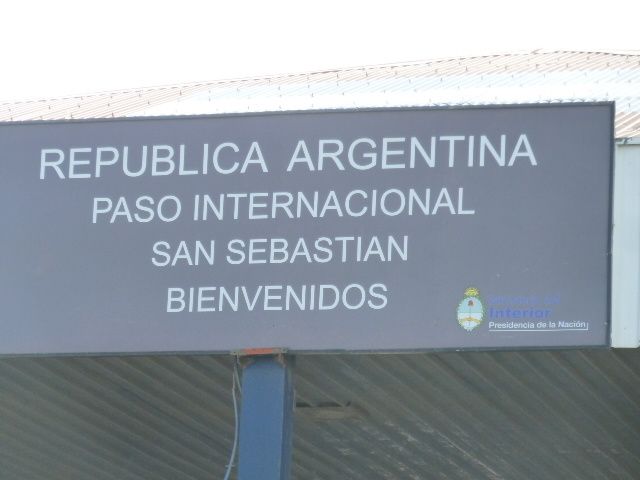 REPUBLICA ARGENTINA
PASO INTERNACIONAL
SAN SEBASTIAN
BIENVENIDOS
Interior
Presidencia de la Nación